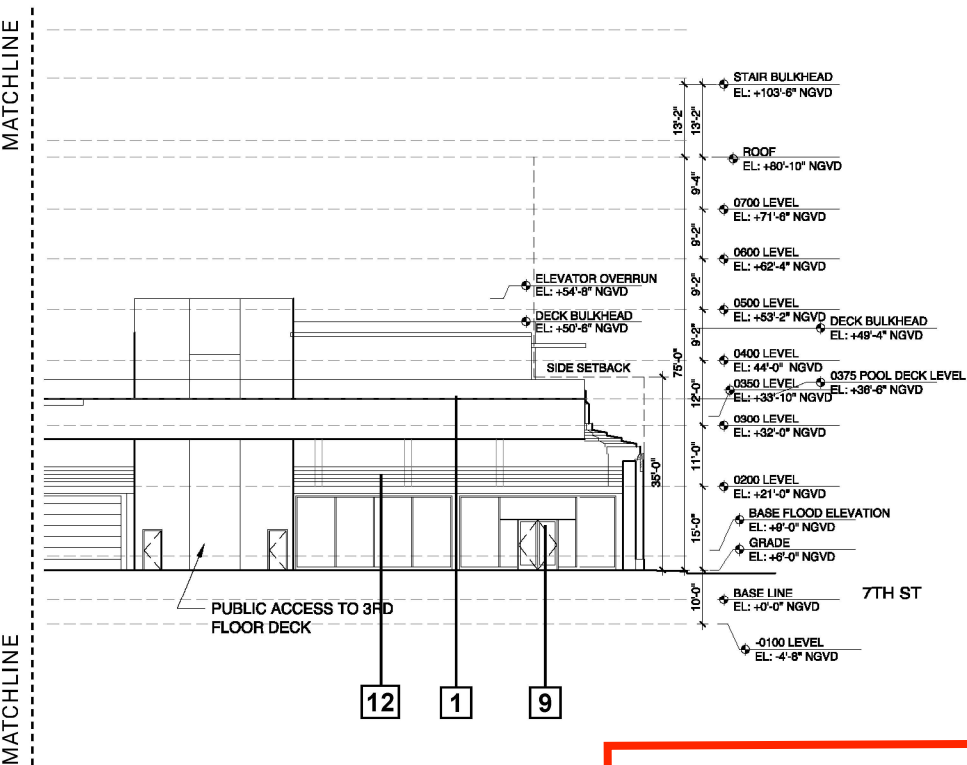 MATCHLINE
STAIR BULKHEAD
EL: +103'-6" NGVD
13'-2"
13'-2"
ROOF
EL: +80'-10" NGVD
9'-4"
0700 LEVEL
EL: +71'-6" NGVD
9'-2"
0600 LEVEL
EL: +62'-4" NGVD
ELEVATOR OVERRUN
EL: +54'-8" NGVD
9'-2"
0500 LEVEL
EL: +53'-2" NGVD
DECK BULKHEAD
EL: +50'-6" NGVD
DECK BULKHEAD
EL: +49'-4" NGVD
9'-2"
0400 LEVEL
EL: 44'-0" NGVD
SIDE SETBACK
75'-0"
0375 POOL DECK LEVEL
EL: +36'-6" NGVD
12'-0"
0350 LEVEL
EL: +33'-10" NGVD
0300 LEVEL
EL: +32'-0" NGVD
11'-0"
35'-0"
0200 LEVEL
EL: +21'-0" NGVD
BASE FLOOD ELEVATION
EL: +9'-0" NGVD
15'-0"
GRADE
EL: +6'-0" NGVD
10'-0"
BASE LINE
EL: +0'-0" NGVD
7TH ST
PUBLIC ACCESS TO 3RD
FLOOR DECK
-0100 LEVEL
EL: -4'-8" NGVD
MATCHLINE
12
1
9